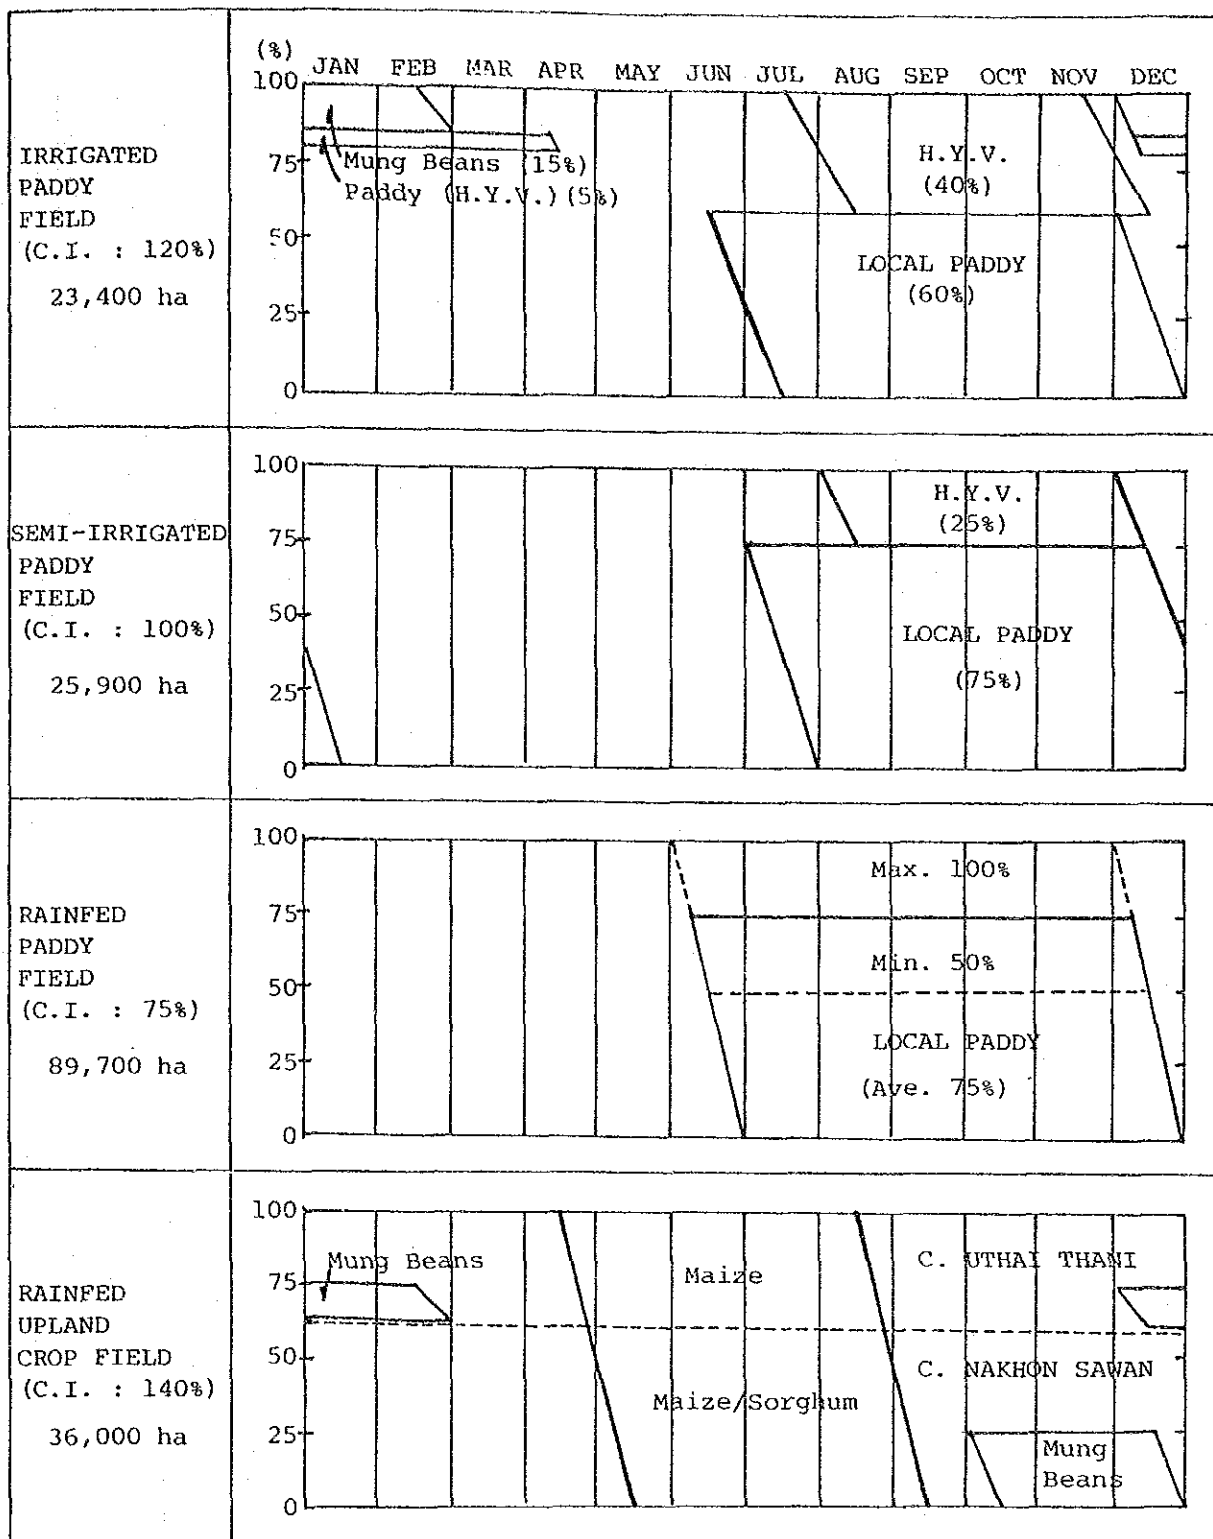 (%)
JAN FEB MAR APR MAY JUN JUL AUG SEP OCT NOV DEC
IRRIGATED
PADDY
FIELD
(C.I. : 120%)
23,400 ha
100
75
50
25
0
Mung Beans (15%)
Paddy (H.Y.V.) (5%)
H.Y.V.
(40%)
LOCAL PADDY
(60%)
SEMI-IRRIGATED
PADDY
FIELD
(C.I. : 100%)
25,900 ha
100
75
50
25
0
H.Y.V.
(25%)
LOCAL PADDY
(75%)
RAINFED
PADDY
FIELD
(C.I. : 75%)
89,700 ha
100
75
50
25
0
Max. 100%
Min. 50%
LOCAL PADDY
(Ave. 75%)
RAINFED
UPLAND
CROP FIELD
(C.I. : 140%)
36,000 ha
100
75
50
25
0
Mung Beans
Maize
C. UTHAI THANI
C. NAKHON SAWAN
Maize/Sorghum
Mung
Beans